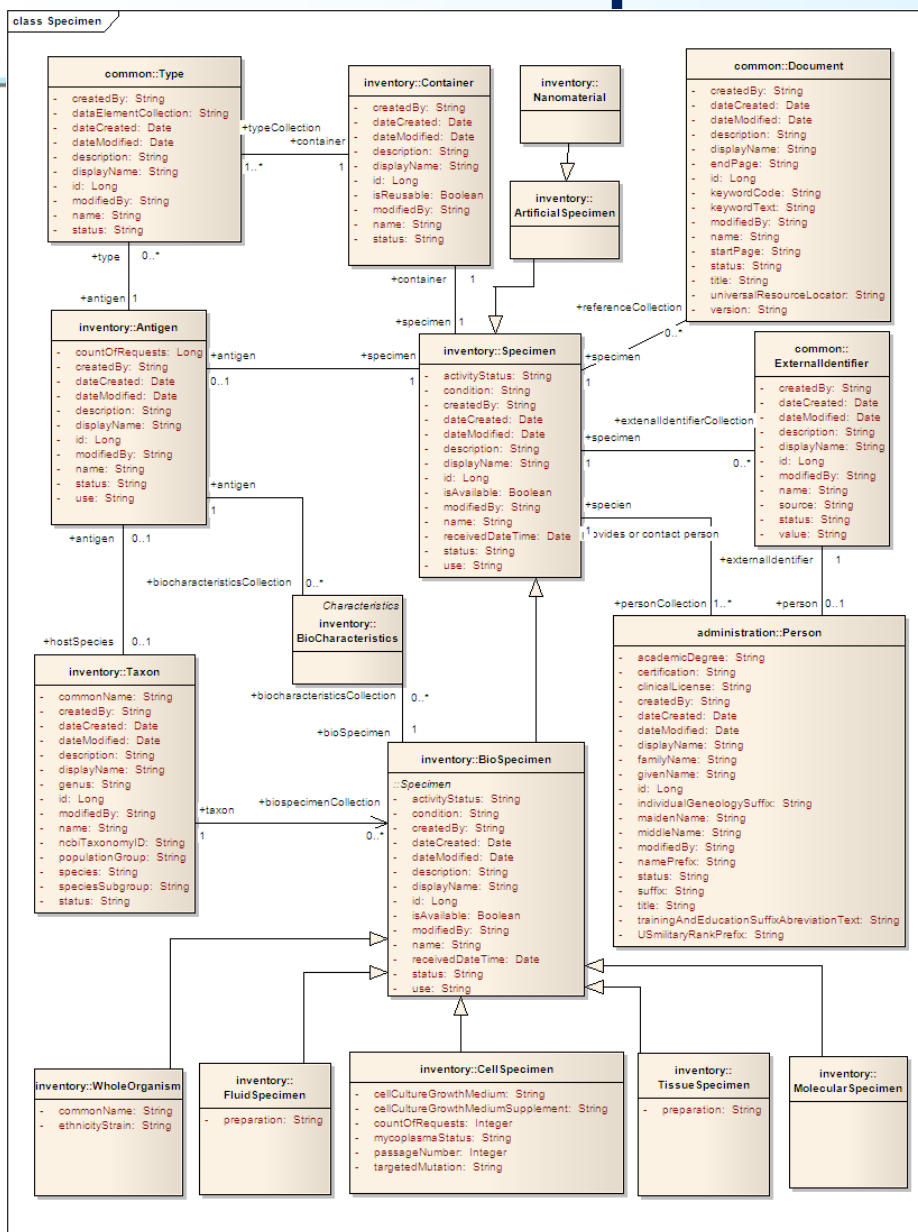 class Specimen
common::Type
- createdBy: String
- dataElementCollection: String
- dateCreated: Date
- dateModified: Date
- description: String
- displayName: String
- id: Long
- modifiedBy: String
- name: String
- status: String
+typeCollection
+container
1..*
1
inventory::Container
- createdBy: String
- dateCreated: Date
- dateModified: Date
- description: String
- displayName: String
- id: Long
- isReusable: Boolean
- modifiedBy: String
- name: String
- status: String
inventory::
Nanomaterial
inventory::
ArtificialSpecimen
common::Document
- createdBy: String
- dateCreated: Date
- dateModified: Date
- description: String
- displayName: String
- endPage: String
- id: Long
- keywordCode: String
- keywordText: String
- modifiedBy: String
- name: String
- startPage: String
- status: String
- title: String
- universalResourceLocator: String
- version: String
+type
0..*
+antigen
1
+container
1
+specimen
1
+referenceCollection
0..*
+specimen
1
inventory::Antigen
- countOfRequests: Long
- createdBy: String
- dateCreated: Date
- dateModified: Date
- description: String
- displayName: String
- id: Long
- modifiedBy: String
- name: String
- status: String
- use: String
+antigen
+specimen
0..1
1
inventory::Specimen
- activityStatus: String
- condition: String
- createdBy: String
- dateCreated: Date
- dateModified: Date
- description: String
- displayName: String
- id: Long
- isAvailable: Boolean
- modifiedBy: String
- name: String
- receivedDateTime: Date
- status: String
- use: String
+extenalIdentifierCollection
+specimen
1
0..*
common::
ExternalIdentifier
- createdBy: String
- dateCreated: Date
- dateModified: Date
- description: String
- displayName: String
- id: Long
- modifiedBy: String
- name: String
- source: String
- status: String
- value: String
+specien
1
provides or contact person
+personCollection
1..*
+externalIdentifier
1
+person
0..1
+antigen
1
+biocharacteristicsCollection
0..*
+antigen
0..1
+hostSpecies
0..1
Characteristics
inventory::
BioCharacteristics
+biocharacteristicsCollection
0..*
+bioSpecimen
1
administration::Person
- academicDegree: String
- certification: String
- clinicalLicense: String
- createdBy: String
- dateCreated: Date
- dateModified: Date
- displayName: String
- familyName: String
- givenName: String
- id: Long
- individualGeneologySuffix: String
- maidenName: String
- middleName: String
- modifiedBy: String
- namePrefix: String
- status: String
- suffix: String
- title: String
- trainingAndEducationSuffixAbreviationText: String
- USmilitaryRankPrefix: String
inventory::Taxon
- commonName: String
- createdBy: String
- dateCreated: Date
- dateModified: Date
- description: String
- displayName: String
- genus: String
- id: Long
- modifiedBy: String
- name: String
- ncbiTaxonomyID: String
- populationGroup: String
- species: String
- speciesSubgroup: String
- status: String
+taxon
+biospecimenCollection
1
0..*
inventory::BioSpecimen
::Specimen
- activityStatus: String
- condition: String
- createdBy: String
- dateCreated: Date
- dateModified: Date
- description: String
- displayName: String
- id: Long
- isAvailable: Boolean
- modifiedBy: String
- name: String
- receivedDateTime: Date
- status: String
- use: String
inventory::WholeOrganism
- commonName: String
- ethnicityStrain: String
inventory::
FluidSpecimen
- preparation: String
inventory::CellSpecimen
- cellCultureGrowthMedium: String
- cellCultureGrowthMediumSupplement: String
- countOfRequests: Integer
- mycoplasmaStatus: String
- passageNumber: Integer
- targetedMutation: String
inventory::
TissueSpecimen
- preparation: String
inventory::
MolecularSpecimen